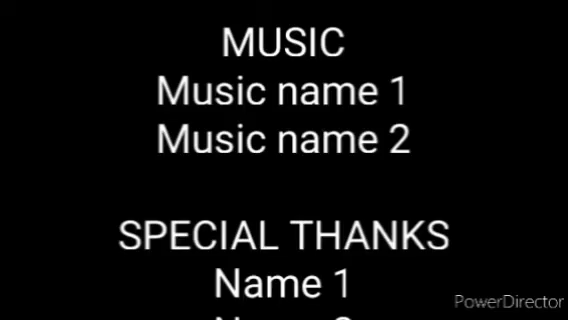 MUSIC
Music name 1
Music name 2
SPECIAL THANKS
Name 1
PowerDirector